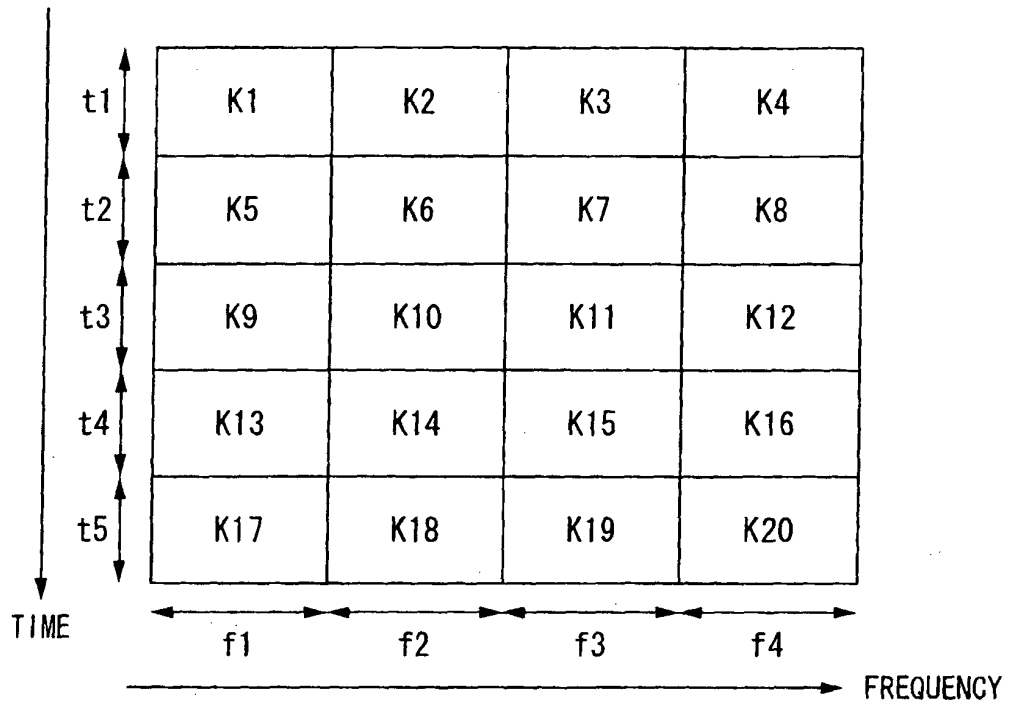 t1 K1 K2 K3 K4
t2 K5 K6 K7 K8
t3 K9 K10 K11 K12
t4 K13 K14 K15 K16
t5 K17 K18 K19 K20
TIME
f1 f2 f3 f4
FREQUENCY